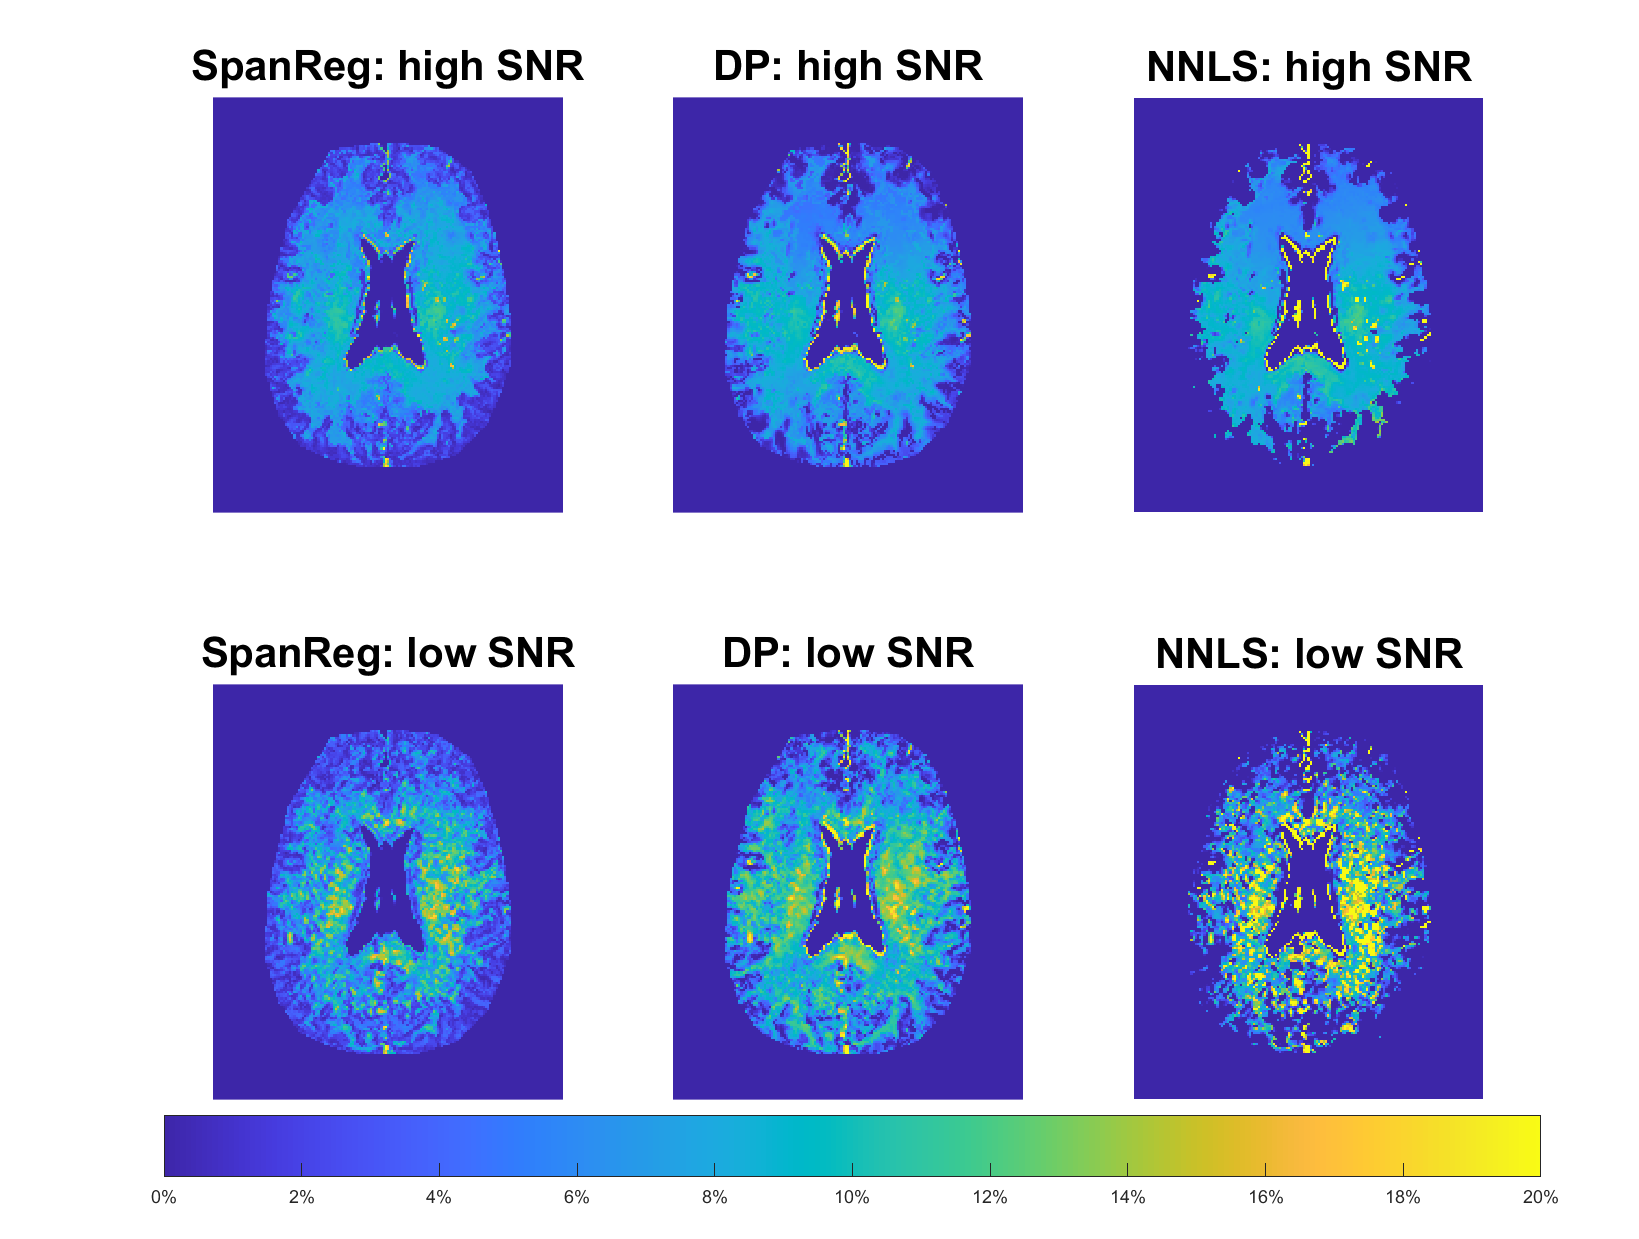 SpanReg: high SNR
DP: high SNR
NNLS: high SNR
SpanReg: low SNR
DP: low SNR
NNLS: low SNR
0% 2% 4% 6% 8% 10% 12% 14% 16% 18% 20%